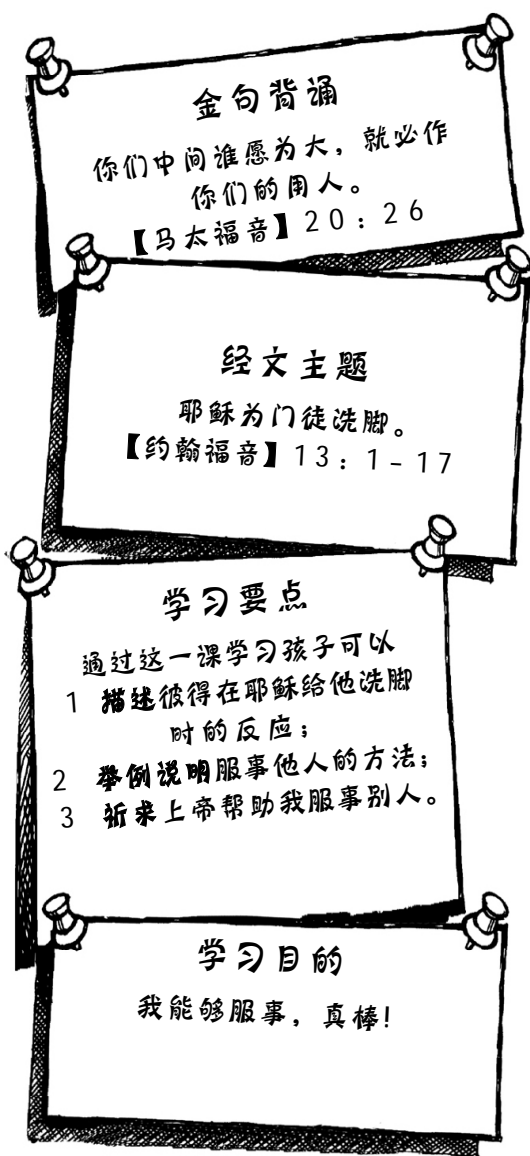 金句背诵
你们中间谁愿为大，就必作
你们的用人。
【马太福音】20：26
经文主题
耶稣为门徒洗脚。
【约翰福音】13：1-17
学习要点
通过这一课学习孩子可以
1 描述彼得在耶稣给他洗脚
时的反应；
2 举例说明服事他人的方法；
3 祈求上帝帮助我服事别人。
学习目的
我能够服事，真棒！